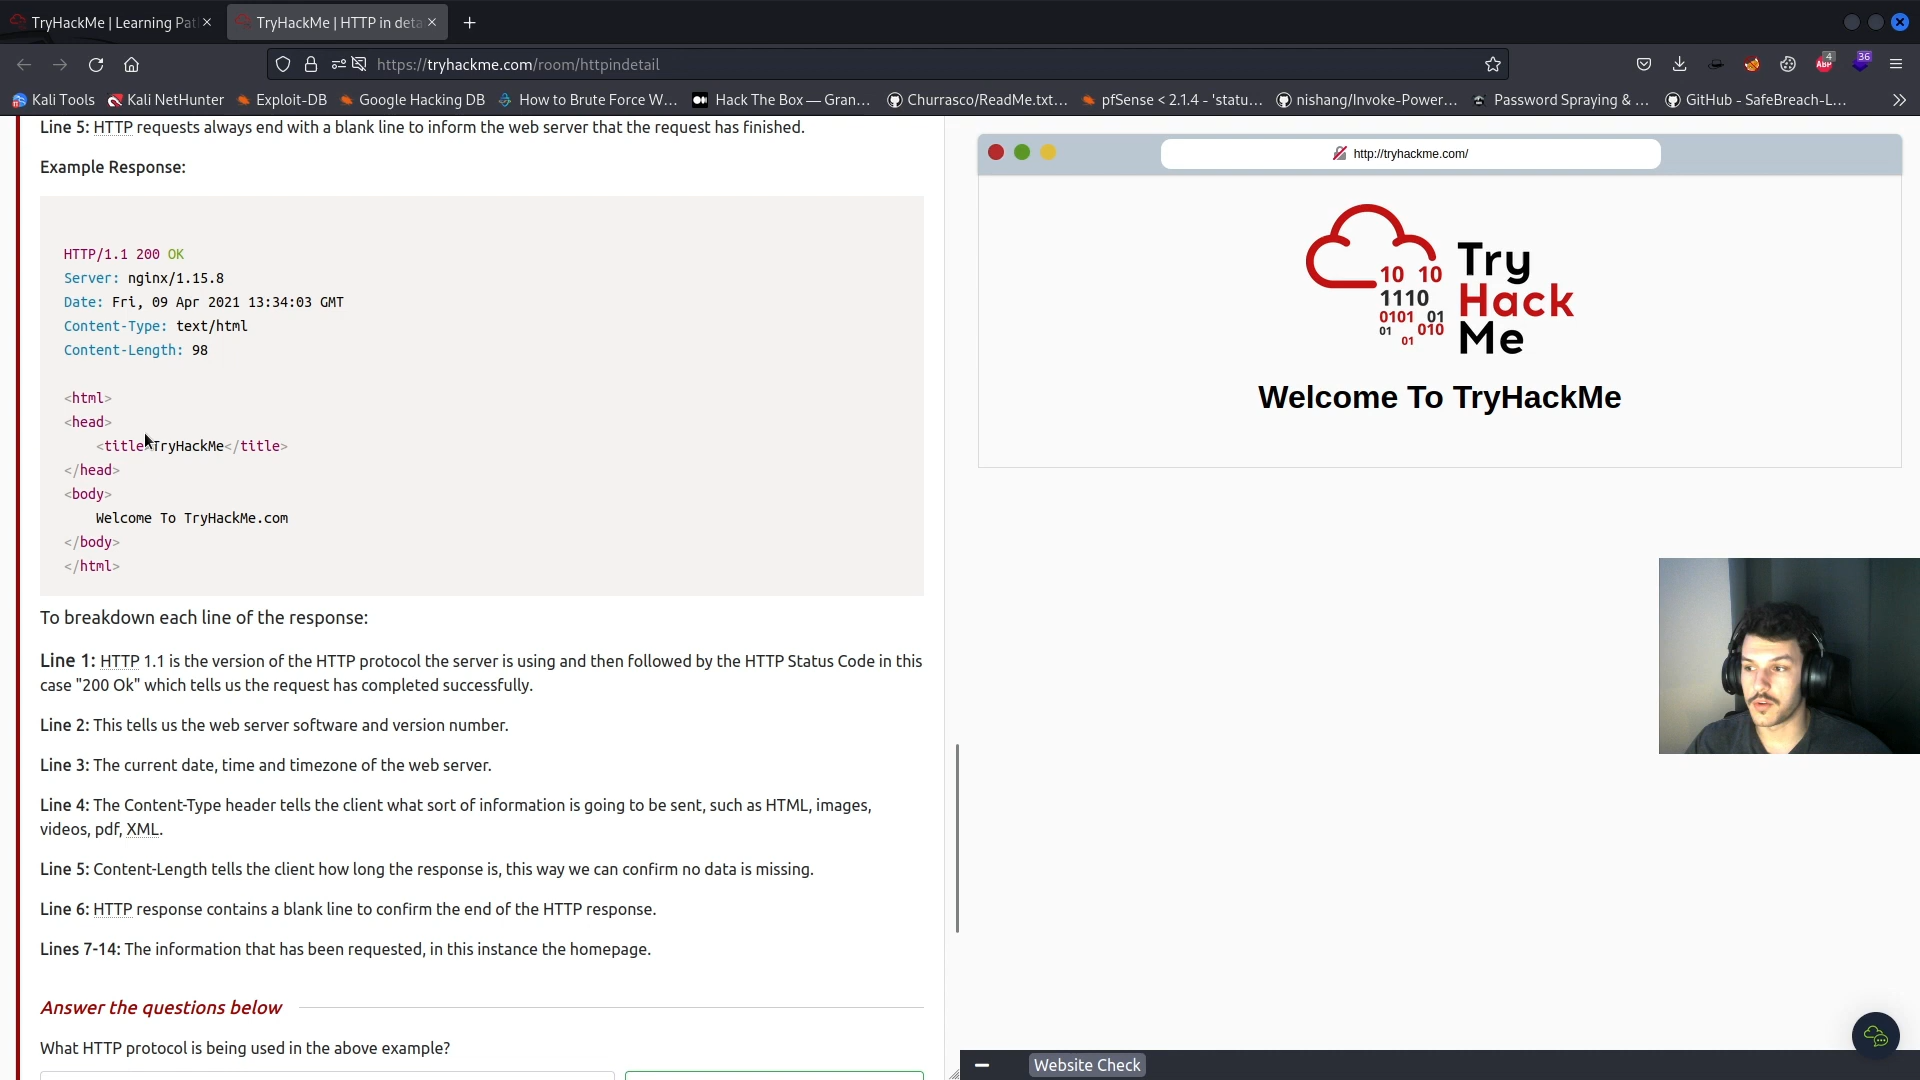 TryHackMe | Learning Pat
TryHackMe | HTTP in deta
https://tryhackme.com/room/httpindetail
4
36
ABP
Kali Tools
Kali NetHunter
Exploit-DB
Google Hacking DB
How to Brute Force W...
Hack The Box — Gran...
Churrasco/ReadMe.txt...
pfSense < 2.1.4 - 'statu...
nishang/Invoke-Power...
Password Spraying & ...
GitHub - SafeBreach-L...
Line 5: HTTP requests always end with a blank line to inform the web server that the request has finished.
Example Response:
HTTP/1.1 200 OK
Server: nginx/1.15.8
Date: Fri, 09 Apr 2021 13:34:03 GMT
Content-Type: text/html
Content-Length: 98
<html>
<head>
<title>TryHackMe</title>
</head>
<body>
Welcome To TryHackMe.com
</body>
</html>
To breakdown each line of the response:
Line 1: HTTP 1.1 is the version of the HTTP protocol the server is using and then followed by the HTTP Status Code in this
case "200 Ok" which tells us the request has completed successfully.
Line 2: This tells us the web server software and version number.
Line 3: The current date, time and timezone of the web server.
Line 4: The Content-Type header tells the client what sort of information is going to be sent, such as HTML, images,
videos, pdf, XML.
Line 5: Content-Length tells the client how long the response is, this way we can confirm no data is missing.
Line 6: HTTP response contains a blank line to confirm the end of the HTTP response.
Lines 7-14: The information that has been requested, in this instance the homepage.
Answer the questions below
What HTTP protocol is being used in the above example?
http://tryhackme.com/
10 10
1110
0101 01
01 010
01
Try
Hack
Me
Welcome To TryHackMe
Website Check